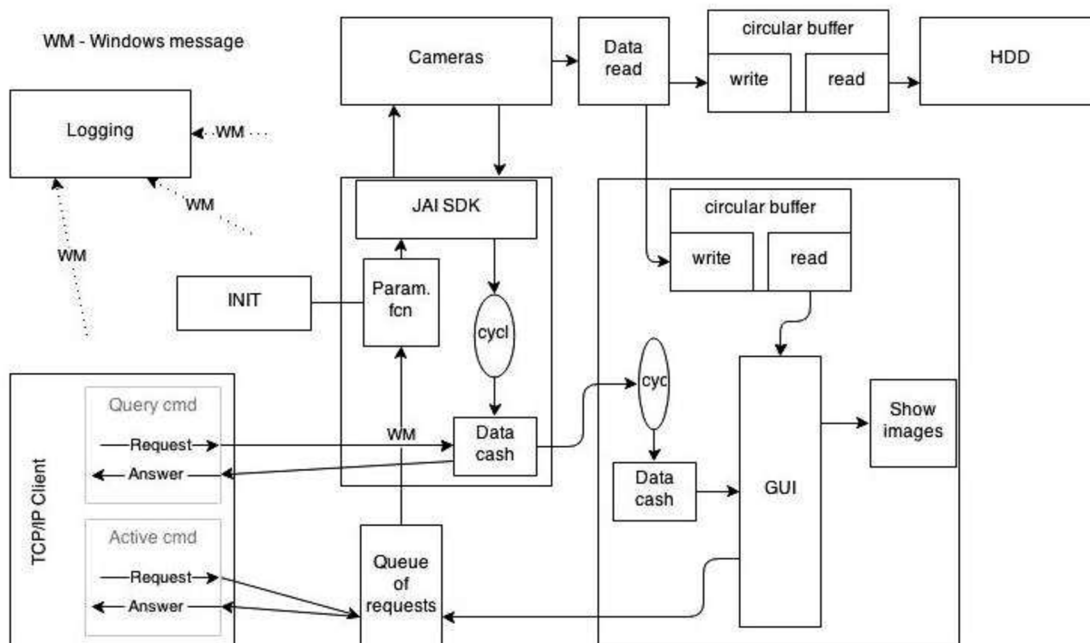 WM - Windows message
Cameras
Data
read
circular buffer
write
read
HDD
Logging
WM
WM
WM
JAI SDK
INIT
Param.
fcn
cycl
circular buffer
write
read
cyc
Query cmd
Request
Answer
WM
Data
cash
Data
cash
GUI
Show
images
TCP/IP Client
Active cmd
Request
Answer
Queue
of
requests